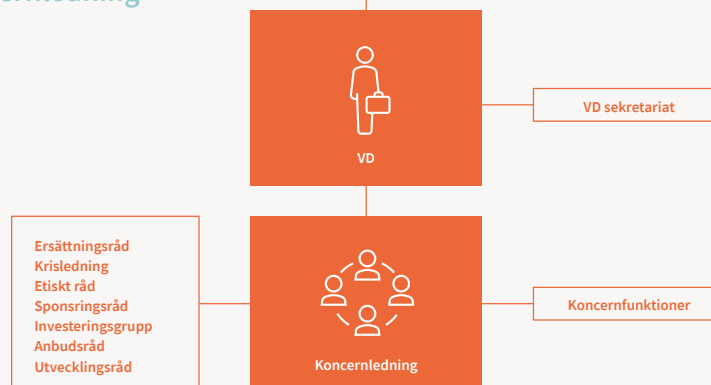 VD sekretariat
VD
Ersättningsråd
Krisledning
Etiskt råd
Sponsringsråd
Investeringsgrupp
Anbudsråd
Utvecklingsråd
Koncernfunktioner
Koncernledning